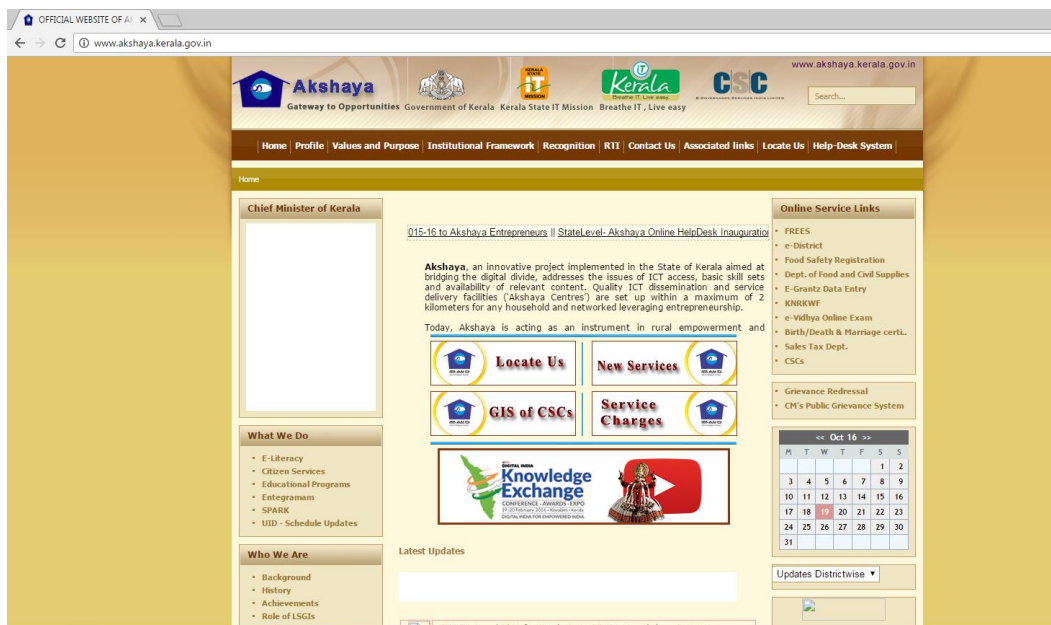 OFFICIAL WEBSITE OF AK
www.akshaya.kerala.gov.in
www.akshaya.kerala.gov.in
Akshaya
Gateway to Opportunities
Government of Kerala
KERALA STATE
IT
MISSION
Kerala State IT Mission
IT
Kerala
Breathe IT. Live easy
Breathe IT , Live easy
CSC
Search...
Home | Profile | Values and Purpose | Institutional Framework | Recognition | RTI | Contact Us | Associated links | Locate Us | Help-Desk System
Home
Chief Minister of Kerala
What We Do
E-Literacy
Citizen Services
Educational Programs
Entegramam
SPARK
UID - Schedule Updates
Who We Are
Background
History
Achievements
Role of LSGIs
015-16 to Akshaya Entrepreneurs || StateLevel- Akshaya Online HelpDesk Inauguration
Akshaya, an innovative project implemented in the State of Kerala aimed at
bridging the digital divide, addresses the issues of ICT access, basic skill sets
and availability of relevant content. Quality ICT dissemination and service
delivery facilities ('Akshaya Centres') are set up within a maximum of 2
kilometers for any household and networked leveraging entrepreneurship.
Today, Akshaya is acting as an instrument in rural empowerment and
Locate Us
New Services
GIS of CSCs
Service
Charges
DIGITAL INDIA
Knowledge
Exchange
CONFERENCE - AWARDS - EXPO
19-20 February 2016 • Kovalam • Kerala
DIGITAL INDIA FOR EMPOWERED INDIA
Latest Updates
Online Service Links
FREES
e-District
Food Safety Registration
Dept. of Food and Civil Supplies
E-Grantz Data Entry
KNRKWF
e-Vidhya Online Exam
Birth/Death & Marriage certi..
Sales Tax Dept.
CSCs
Grievance Redressal
CM's Public Grievance System
<< Oct 16 >>
M T W T F S S
1 2
3 4 5 6 7 8 9
10 11 12 13 14 15 16
17 18 19 20 21 22 23
24 25 26 27 28 29 30
31
Updates Districtwise